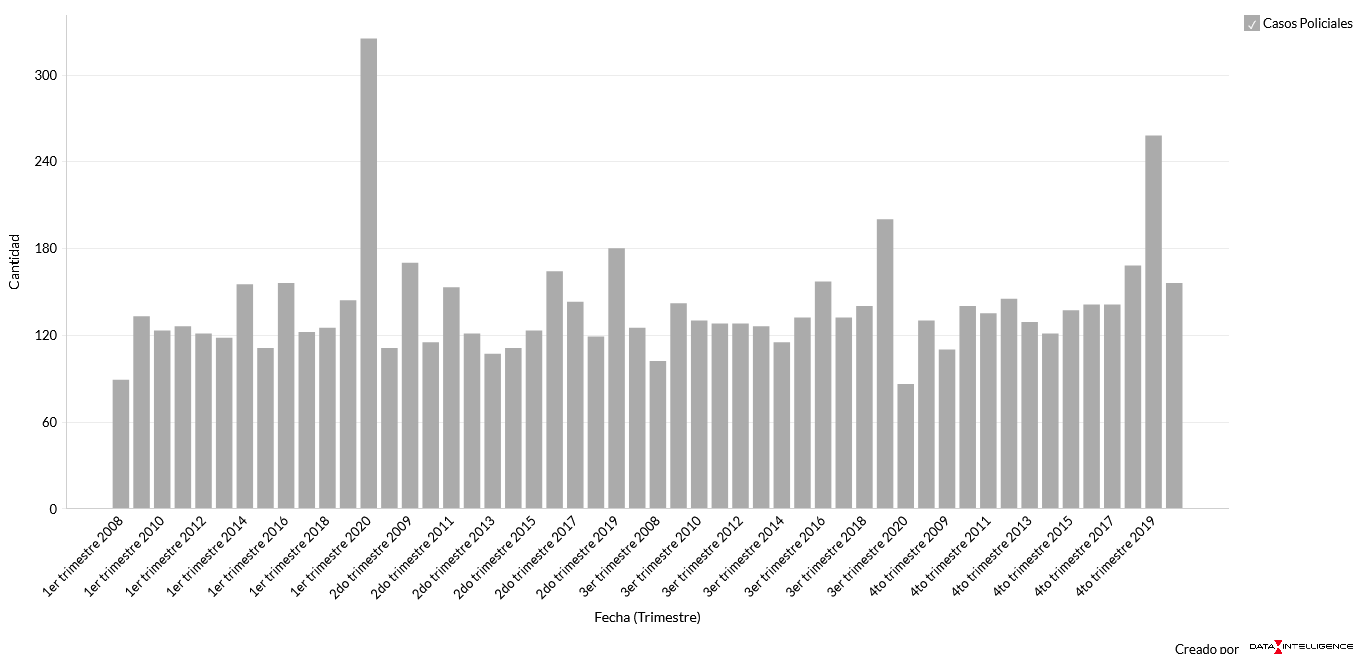 Casos Policiales
300
240
180
120
60
0
Cantidad
1er trimestre 2008
1er trimestre 2010
1er trimestre 2012
1er trimestre 2014
1er trimestre 2016
1er trimestre 2018
1er trimestre 2020
2do trimestre 2009
2do trimestre 2011
2do trimestre 2013
2do trimestre 2015
2do trimestre 2017
2do trimestre 2019
3er trimestre 2008
3er trimestre 2010
3er trimestre 2012
3er trimestre 2014
3er trimestre 2016
3er trimestre 2018
3er trimestre 2020
4to trimestre 2009
4to trimestre 2011
4to trimestre 2013
4to trimestre 2015
4to trimestre 2017
4to trimestre 2019
Fecha (Trimestre)
Creado por DATA INTELLIGENCE